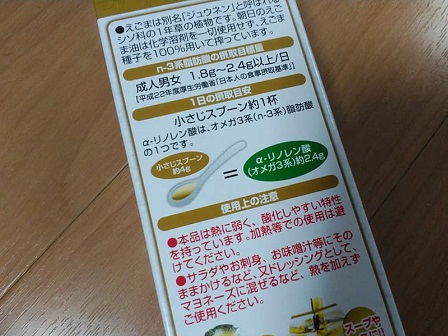 ●えごまは別名「ジュウネン」と呼ばれる
シソ科の1年草の植物です。朝日のえご
ま油は化学溶剤を一切使用せず、えごま
種子を100%用いて搾っています。
n-3系脂肪酸の摂取目標量
成人男女 1.8g～2.4g以上/日
[平成22年度厚生労働省「日本人の食事摂取基準」]
1日の摂取目安
小さじスプーン約1杯
α-リノレン酸は、オメガ3系(n-3系)脂肪酸
の1つです。
小さじスプーン
約4g
=
α-リノレン酸
(オメガ3系)約2.4g
使用上の注意
●本品は熱に弱く、酸化しやすい特性
を持っています。加熱等での使用は避
けてください。
●サラダやお刺身、お味噌汁等にその
ままかけるなど、又ドレッシングとして、
マヨネーズに混ぜるなど、熱を加えず
ご使用ください。
スープや